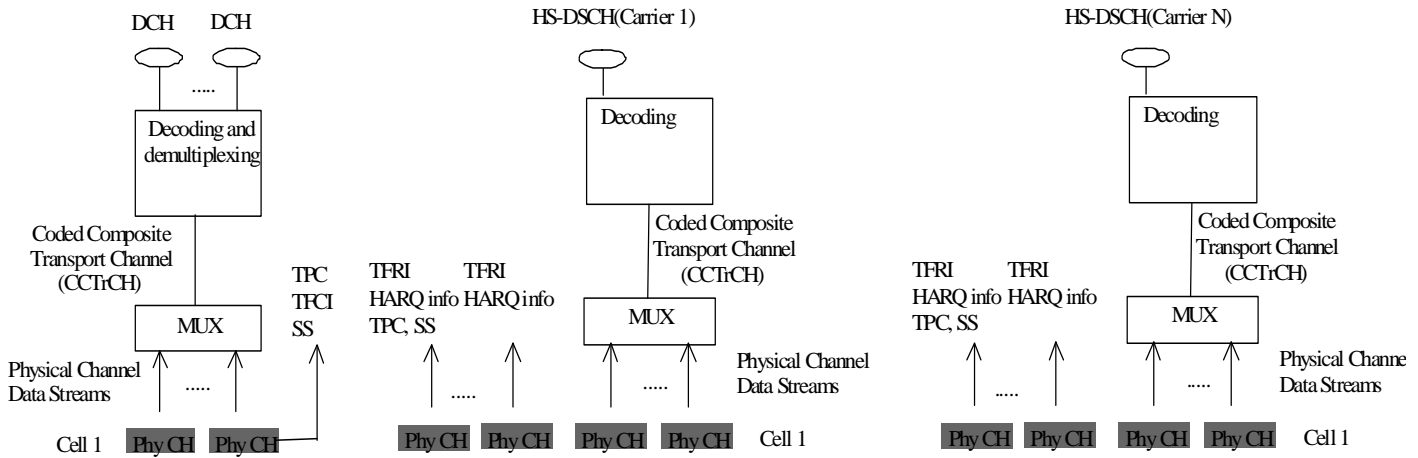 DCH
DCH
HS-DSCH(Carrier 1)
HS-DSCH(Carrier N)
.....
Decoding and
demultiplexing
Decoding
Decoding
Coded Composite
Transport Channel
(CCTrCH)
TPC
TFCI
SS
TFRI
HARQ info
TPC, SS
TFRI
HARQ info
Coded Composite
Transport Channel
(CCTrCH)
TFRI
HARQ info
TPC, SS
TFRI
HARQ info
Coded Composite
Transport Channel
(CCTrCH)
MUX
MUX
MUX
Physical Channel
Data Streams
.....
.....
.....
Physical Channel
Data Streams
.....
.....
Physical Channel
Data Streams
Cell 1
Phy CH
Phy CH
Phy CH
Phy CH
Phy CH
Phy CH
Cell 1
Phy CH
Phy CH
Phy CH
Phy CH
Cell 1